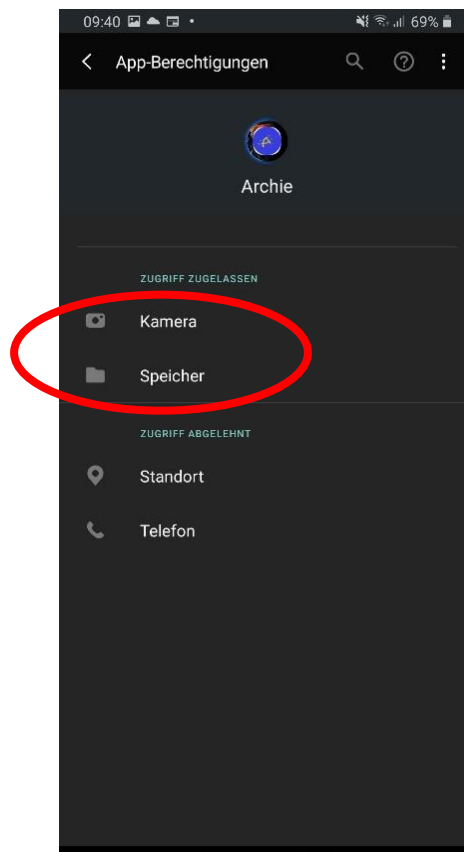 09:40 69%
App-Berechtigungen
Archie
ZUGRIFF ZUGELASSEN
Kamera
Speicher
ZUGRIFF ABGELEHNT
Standort
Telefon